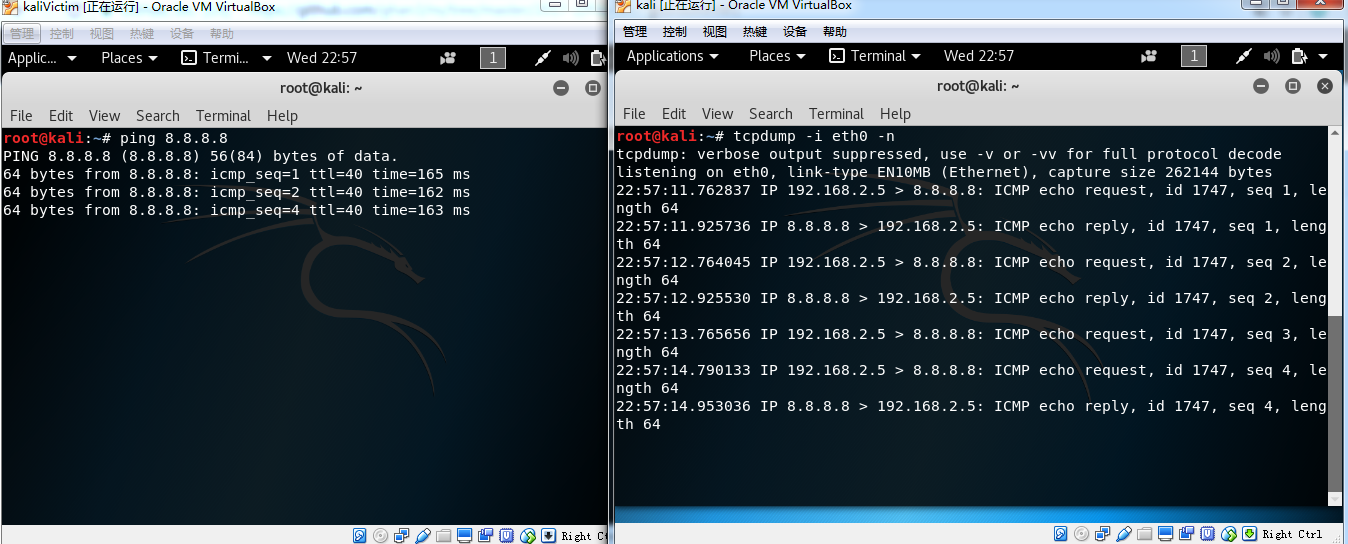 kaliVictim [正在运行] - Oracle VM VirtualBox
管理 控制 视图 热键 设备 帮助
Applic... Places Termi... Wed 22:57 1
root@kali: ~
File Edit View Search Terminal Help
root@kali:~# ping 8.8.8.8
PING 8.8.8.8 (8.8.8.8) 56(84) bytes of data.
64 bytes from 8.8.8.8: icmp_seq=1 ttl=40 time=165 ms
64 bytes from 8.8.8.8: icmp_seq=2 ttl=40 time=162 ms
64 bytes from 8.8.8.8: icmp_seq=4 ttl=40 time=163 ms
Right Ct
kali [正在运行] - Oracle VM VirtualBox
管理 控制 视图 热键 设备 帮助
Applications Places Terminal Wed 22:57 1
root@kali: ~
File Edit View Search Terminal Help
root@kali:~# tcpdump -i eth0 -n
tcpdump: verbose output suppressed, use -v or -vv for full protocol decode
listening on eth0, link-type EN10MB (Ethernet), capture size 262144 bytes
22:57:11.762837 IP 192.168.2.5 > 8.8.8.8: ICMP echo request, id 1747, seq 1, le
ngth 64
22:57:11.925736 IP 8.8.8.8 > 192.168.2.5: ICMP echo reply, id 1747, seq 1, leng
th 64
22:57:12.764045 IP 192.168.2.5 > 8.8.8.8: ICMP echo request, id 1747, seq 2, le
ngth 64
22:57:12.925530 IP 8.8.8.8 > 192.168.2.5: ICMP echo reply, id 1747, seq 2, leng
th 64
22:57:13.765656 IP 192.168.2.5 > 8.8.8.8: ICMP echo request, id 1747, seq 3, le
ngth 64
22:57:14.790133 IP 192.168.2.5 > 8.8.8.8: ICMP echo request, id 1747, seq 4, le
ngth 64
22:57:14.953036 IP 8.8.8.8 > 192.168.2.5: ICMP echo reply, id 1747, seq 4, leng
th 64
Right Ctrl